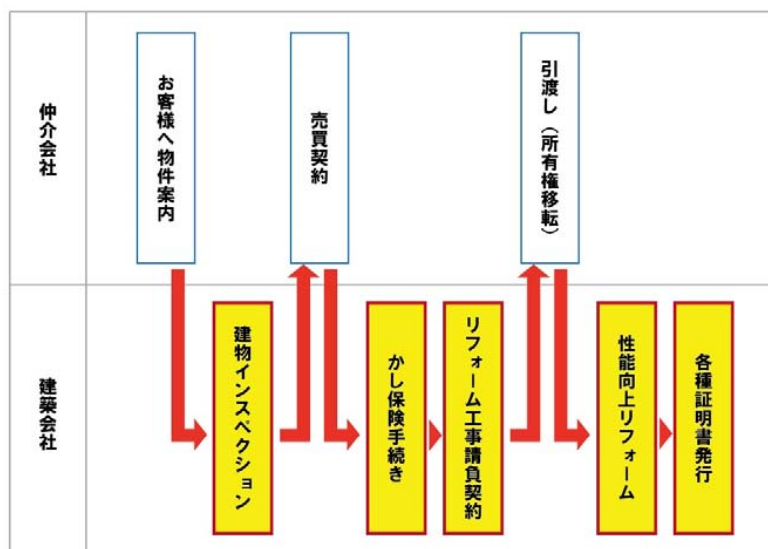 仲介会社
お客様へ物件案内
売買契約
引渡し（所有権移転）
建築会社
建物インスペクション
かし保険手続き
リフォーム工事請負契約
性能向上リフォーム
各種証明書発行